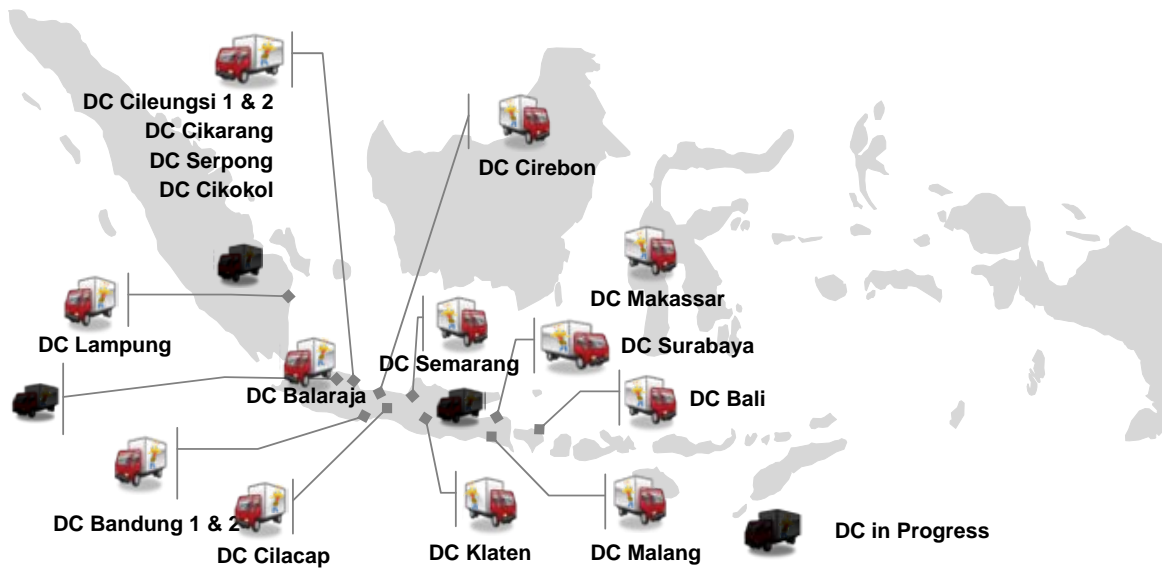 DC Cileungsi 1 & 2
DC Cikarang
DC Serpong
DC Cikokol
DC Cirebon
DC Makassar
DC Lampung
DC Semarang
DC Surabaya
DC Balaraja
DC Bali
DC Bandung 1 & 2
DC Cilacap
DC Klaten
DC Malang
DC in Progress